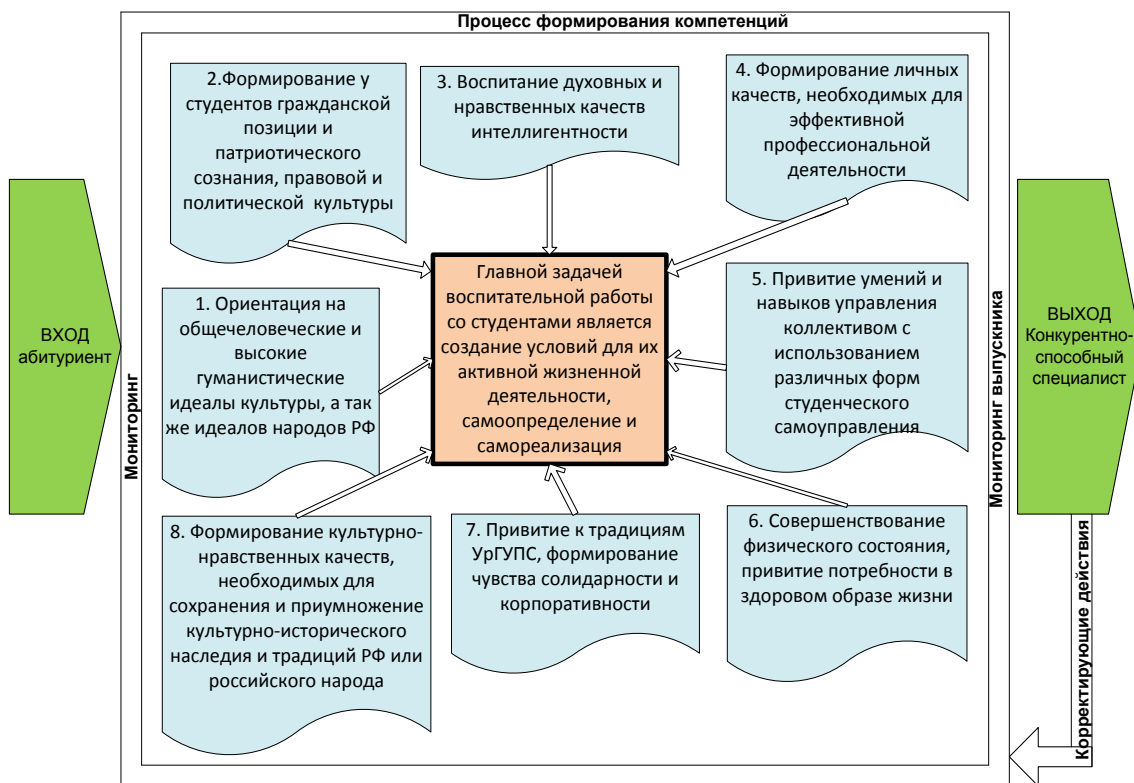 Процесс формирования компетенций
2.Формирование у
студентов гражданской
позиции и
патриотического
сознания, правовой и
политической культуры
3. Воспитание духовных и
нравственных качеств
интеллигентности
4. Формирование личных
качеств, необходимых для
эффективной
профессиональной
деятельности
ВХОД
абитуриент
Мониторинг
1. Ориентация на
общечеловеческие и
высокие
гуманистические
идеалы культуры, а так
же идеалов народов РФ
Главной задачей
воспитательной работы
со студентами является
создание условий для их
активной жизненной
деятельности,
самоопределение и
самореализация
5. Привитие умений и
навыков управления
коллективом с
использованием
различных форм
студенческого
самоуправления
Мониторинг выпускника
ВЫХОД
Конкурентно-
способный
специалист
8. Формирование культурно-
нравственных качеств,
необходимых для
сохранения и приумножение
культурно-исторического
наследия и традиций РФ или
российского народа
7. Привитие к традициям
УрГУПС, формирование
чувства солидарности и
корпоративности
6. Совершенствование
физического состояния,
привитие потребности в
здоровом образе жизни
Корректирующие действия